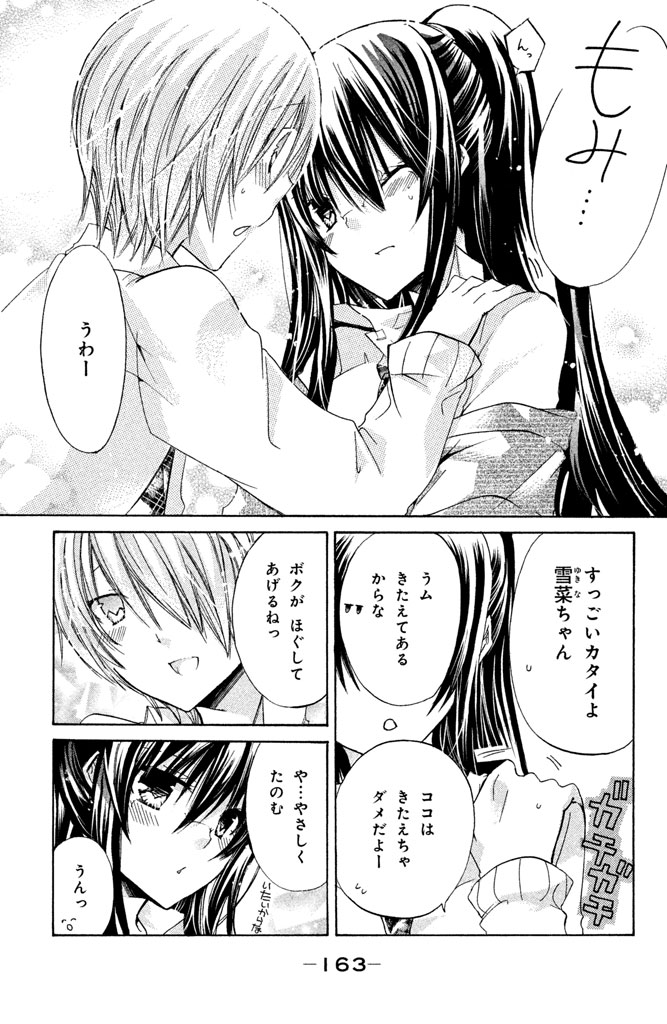 もみ…
んっ
うわー
すっごいカタイよ
雪菜ちゃん
ゆきな
うム
きたえてある
からな
ココは
きたえちゃ
ダメだよー
ガチガチ
ボクが ほぐして
あげるねっ
や…やさしく
たのむ
いたいからな
うんっ
－163－